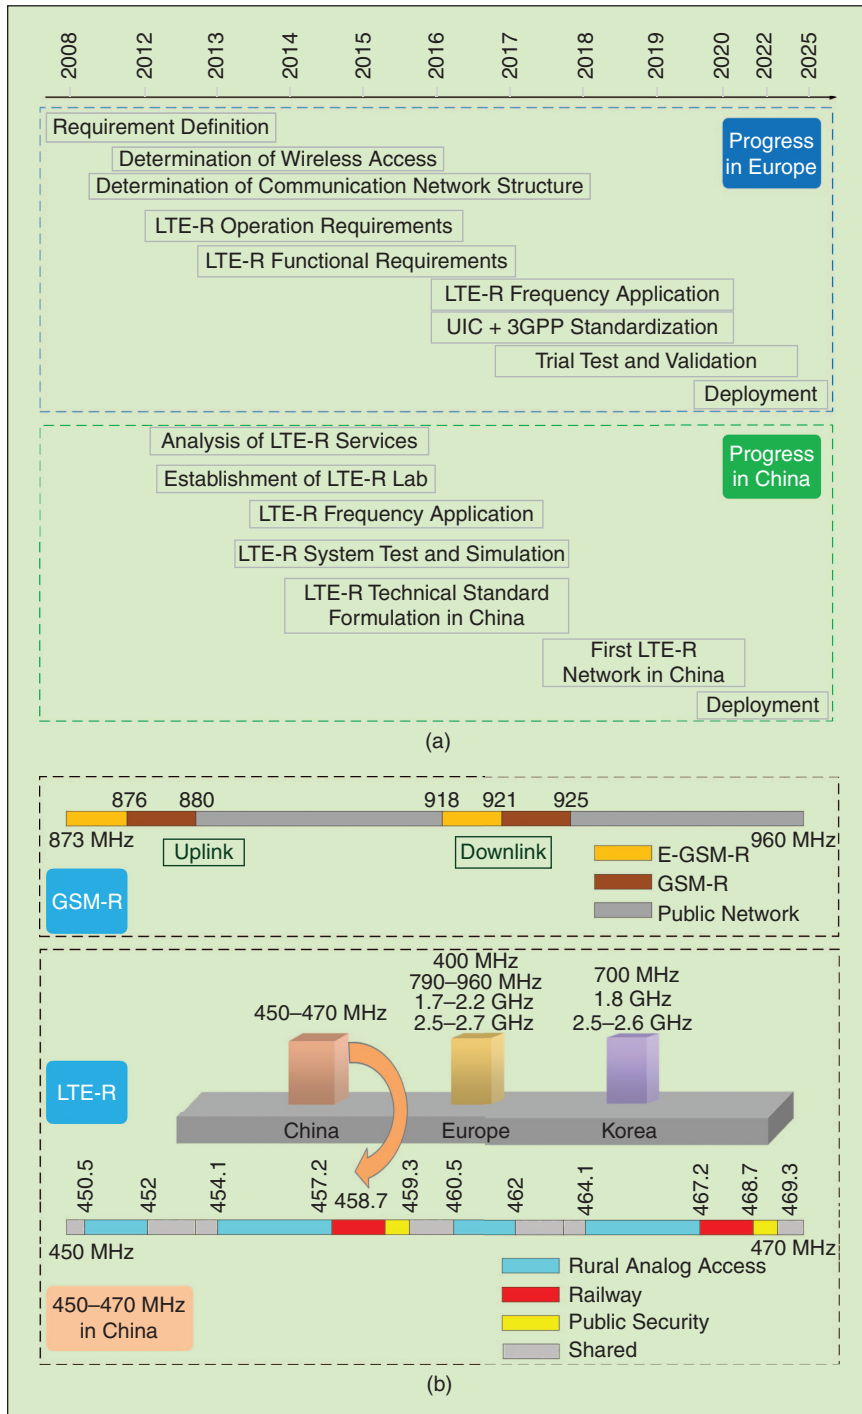 2008
2012
2013
2014
2015
2016
2017
2018
2019
2020
2022
2025
Requirement Definition
Progress
in Europe
Determination of Wireless Access
Determination of Communication Network Structure
LTE-R Operation Requirements
LTE-R Functional Requirements
LTE-R Frequency Application
UIC + 3GPP Standardization
Trial Test and Validation
Deployment
Analysis of LTE-R Services
Progress
in China
Establishment of LTE-R Lab
LTE-R Frequency Application
LTE-R System Test and Simulation
LTE-R Technical Standard
Formulation in China
First LTE-R
Network in China
Deployment
(a)
876
880
918
921
925
873 MHz
Uplink
Downlink
960 MHz
E-GSM-R
GSM-R
Public Network
GSM-R
400 MHz
790–960 MHz
1.7–2.2 GHz
2.5–2.7 GHz
700 MHz
1.8 GHz
2.5–2.6 GHz
450–470 MHz
LTE-R
China
Europe
Korea
450.5
452
454.1
457.2
458.7
459.3
460.5
462
464.1
467.2
468.7
469.3
450 MHz
470 MHz
Rural Analog Access
Railway
Public Security
Shared
450–470 MHz
in China
(b)